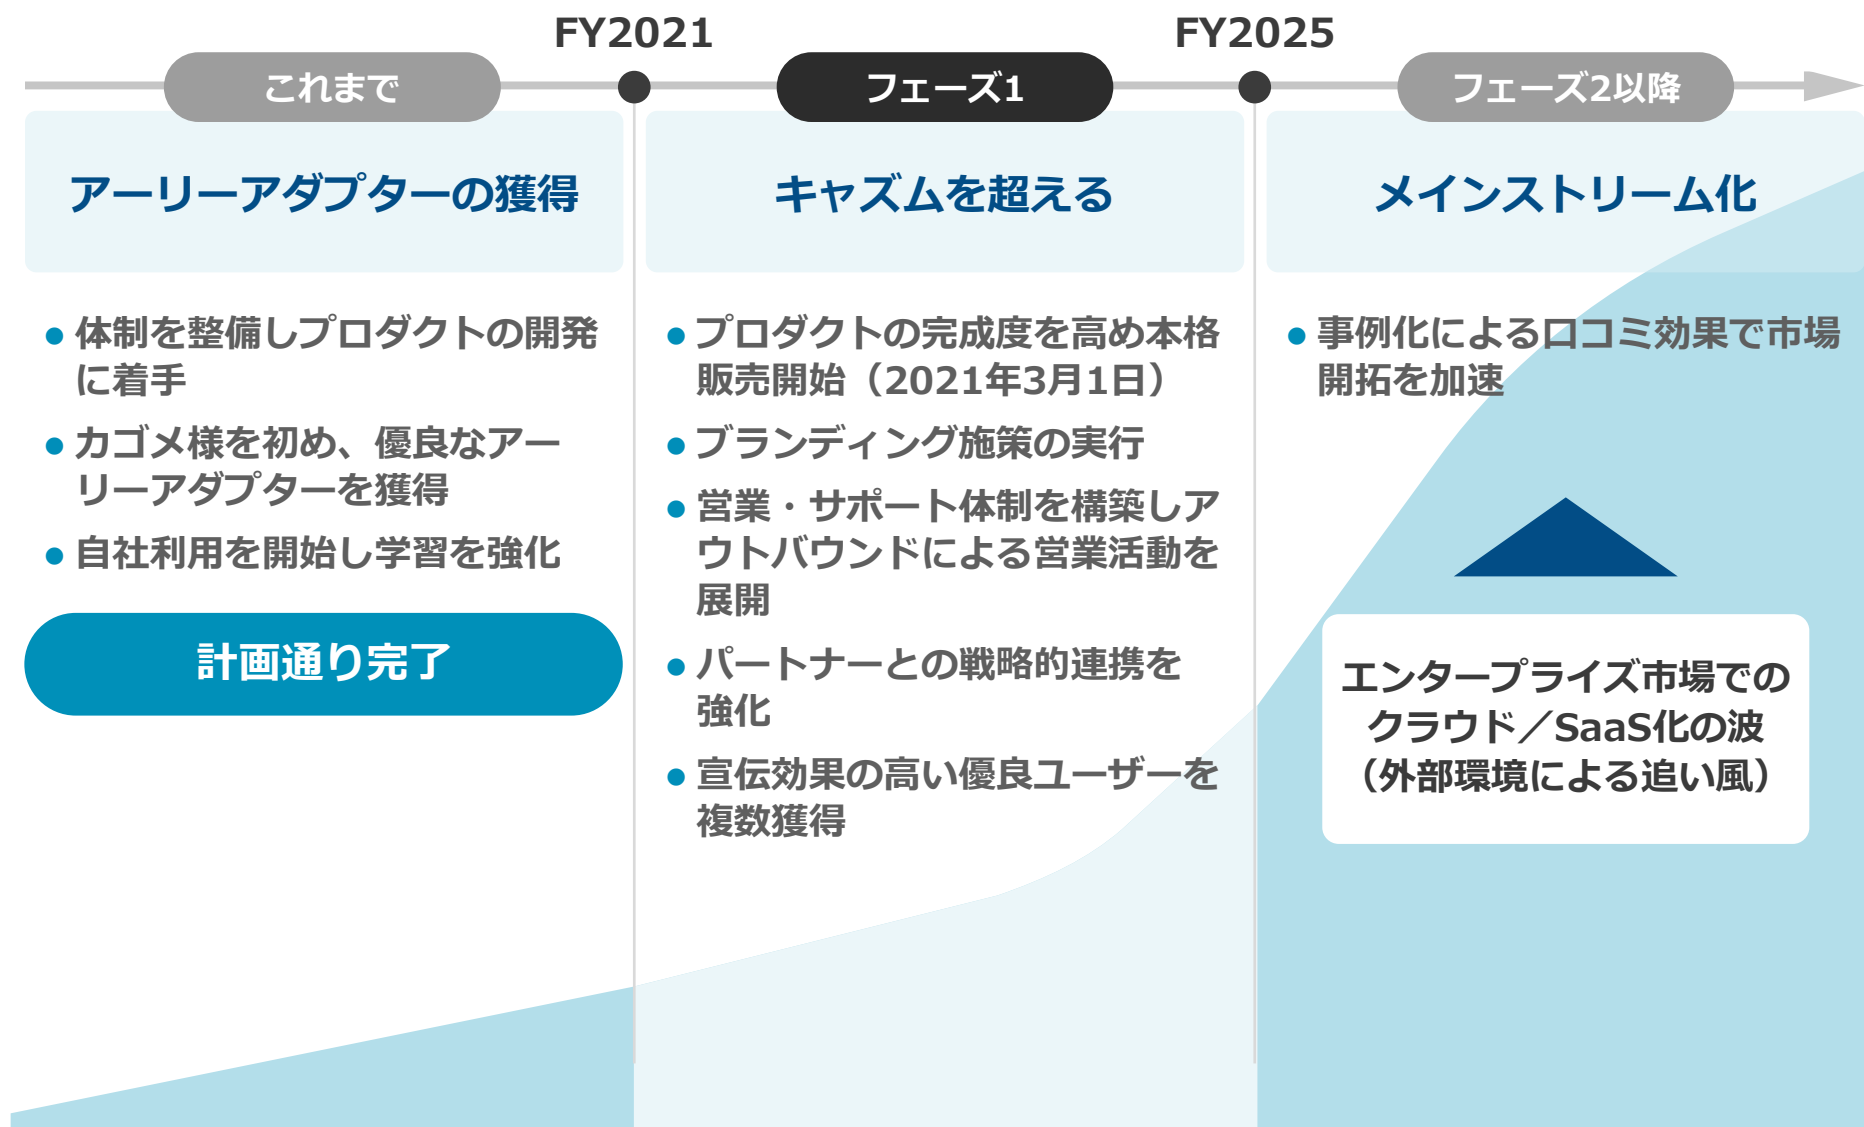 FY2021
FY2025
これまで
フェーズ1
フェーズ2以降
アーリーアダプターの獲得
キャズムを超える
メインストリーム化
● 体制を整備しプロダクトの開発
に着手
● カゴメ様を初め、優良なアー
リーアダプターを獲得
● 自社利用を開始し学習を強化
計画通り完了
● プロダクトの完成度を高め本格
販売開始（2021年3月1日）
● ブランディング施策の実行
● 営業・サポート体制を構築しア
ウトバウンドによる営業活動を
展開
● パートナーとの戦略的連携を
強化
● 宣伝効果の高い優良ユーザーを
複数獲得
● 事例化による口コミ効果で市場
開拓を加速
エンタープライズ市場での
クラウド／SaaS化の波
（外部環境による追い風）